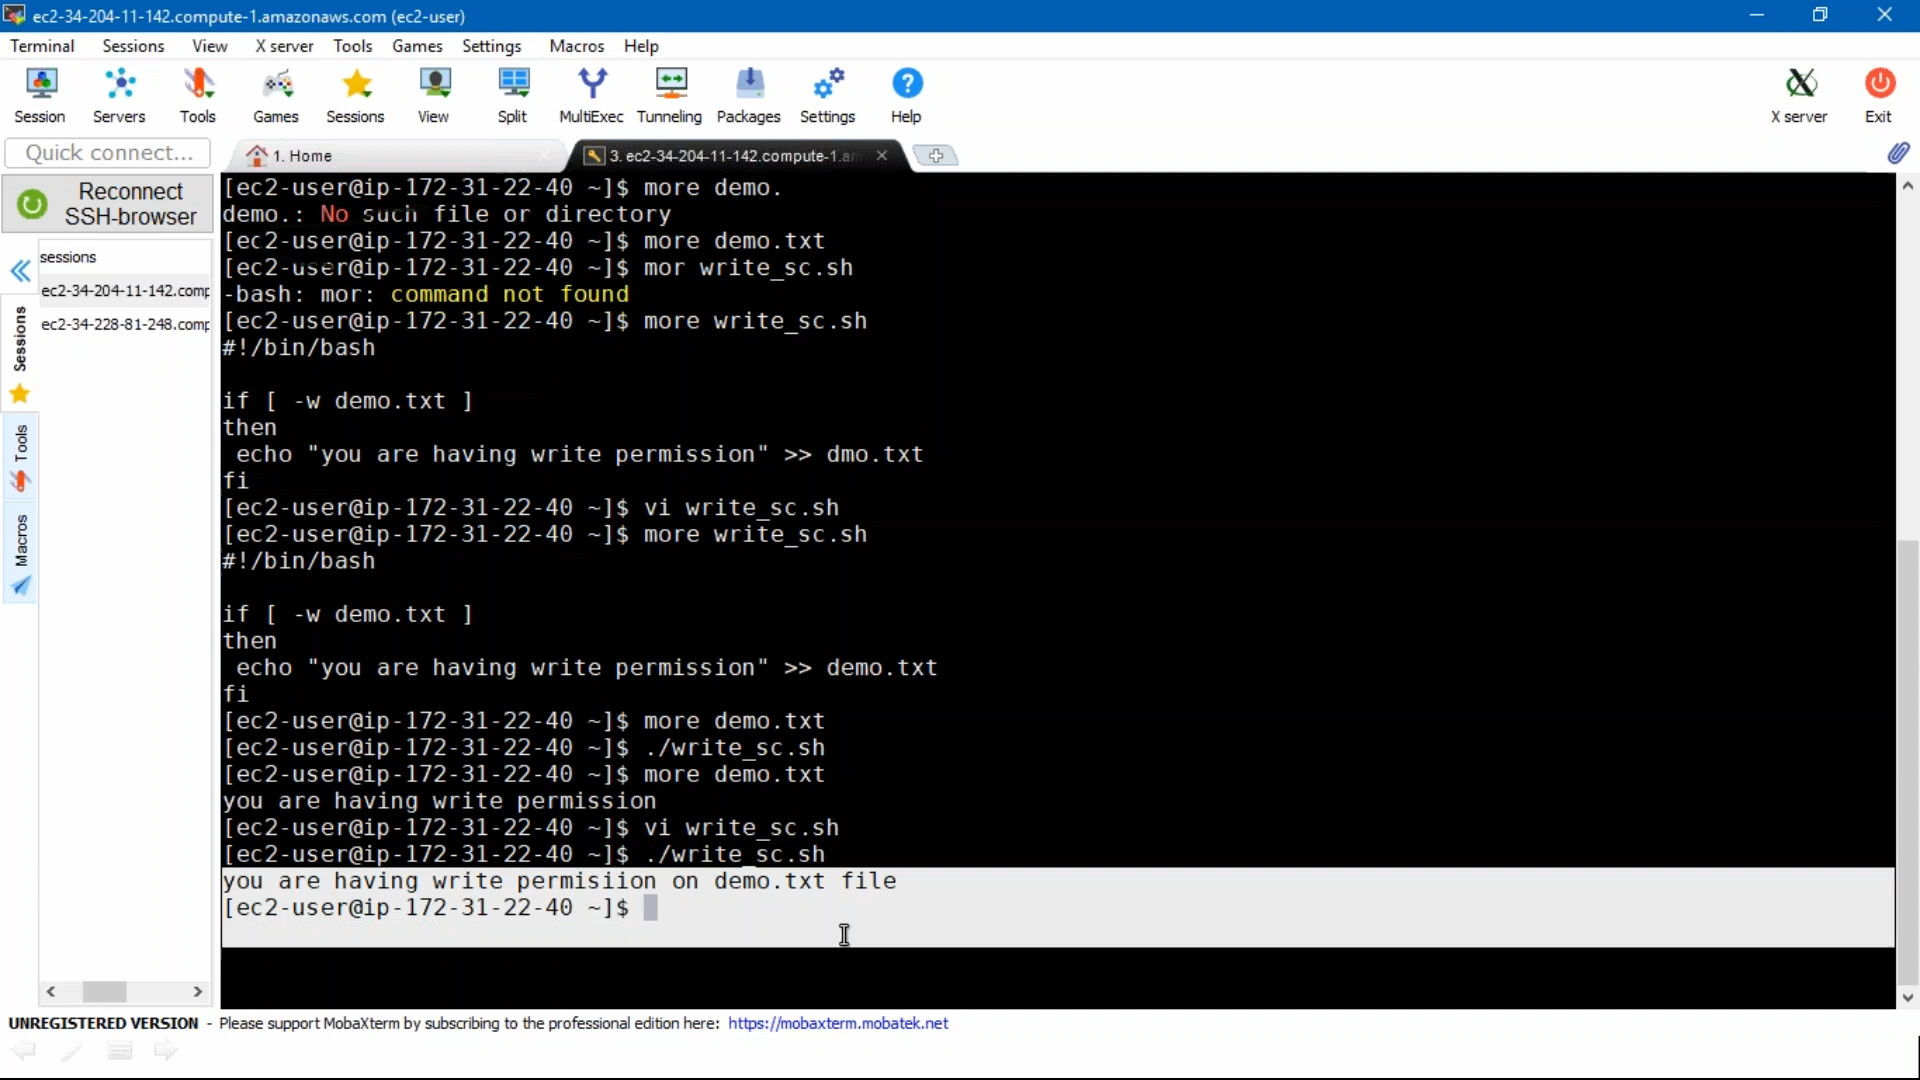 ec2-34-204-11-142.compute-1.amazonaws.com (ec2-user)
Terminal Sessions View X server Tools Games Settings Macros Help
Session Servers Tools Games Sessions View Split MultiExec Tunneling Packages Settings Help X server Exit
Quick connect...
1. Home
3. ec2-34-204-11-142.compute-1.am
Reconnect
SSH-browser
sessions
ec2-34-204-11-142.comp
ec2-34-228-81-248.comp
Sessions
Tools
Macros
[ec2-user@ip-172-31-22-40 ~]$ more demo.
demo.: No such file or directory
[ec2-user@ip-172-31-22-40 ~]$ more demo.txt
[ec2-user@ip-172-31-22-40 ~]$ mor write_sc.sh
-bash: mor: command not found
[ec2-user@ip-172-31-22-40 ~]$ more write_sc.sh
#!/bin/bash
if [ -w demo.txt ]
then
echo "you are having write permission" >> dmo.txt
fi
[ec2-user@ip-172-31-22-40 ~]$ vi write_sc.sh
[ec2-user@ip-172-31-22-40 ~]$ more write_sc.sh
#!/bin/bash
if [ -w demo.txt ]
then
echo "you are having write permission" >> demo.txt
fi
[ec2-user@ip-172-31-22-40 ~]$ more demo.txt
[ec2-user@ip-172-31-22-40 ~]$ ./write_sc.sh
[ec2-user@ip-172-31-22-40 ~]$ more demo.txt
you are having write permission
[ec2-user@ip-172-31-22-40 ~]$ vi write_sc.sh
[ec2-user@ip-172-31-22-40 ~]$ ./write_sc.sh
you are having write permisiion on demo.txt file
[ec2-user@ip-172-31-22-40 ~]$
UNREGISTERED VERSION - Please support MobaXterm by subscribing to the professional edition here: https://mobaxterm.mobatek.net